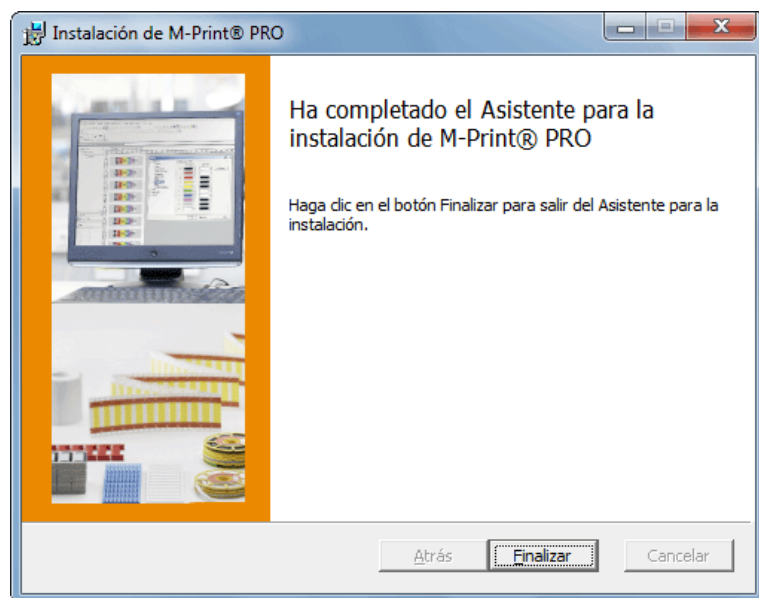 Instalación de M-Print® PRO
Ha completado el Asistente para la
instalación de M-Print® PRO
Haga clic en el botón Finalizar para salir del Asistente para la
instalación.
Atrás
Finalizar
Cancelar